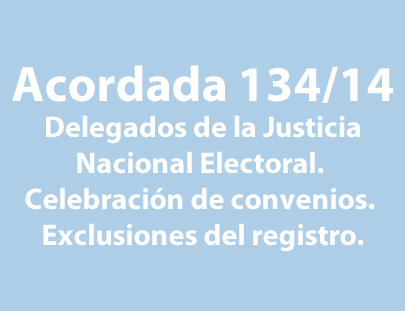 Acordada 134/14
Delegados de la Justicia
Nacional Electoral.
Celebración de convenios.
Exclusiones del registro.